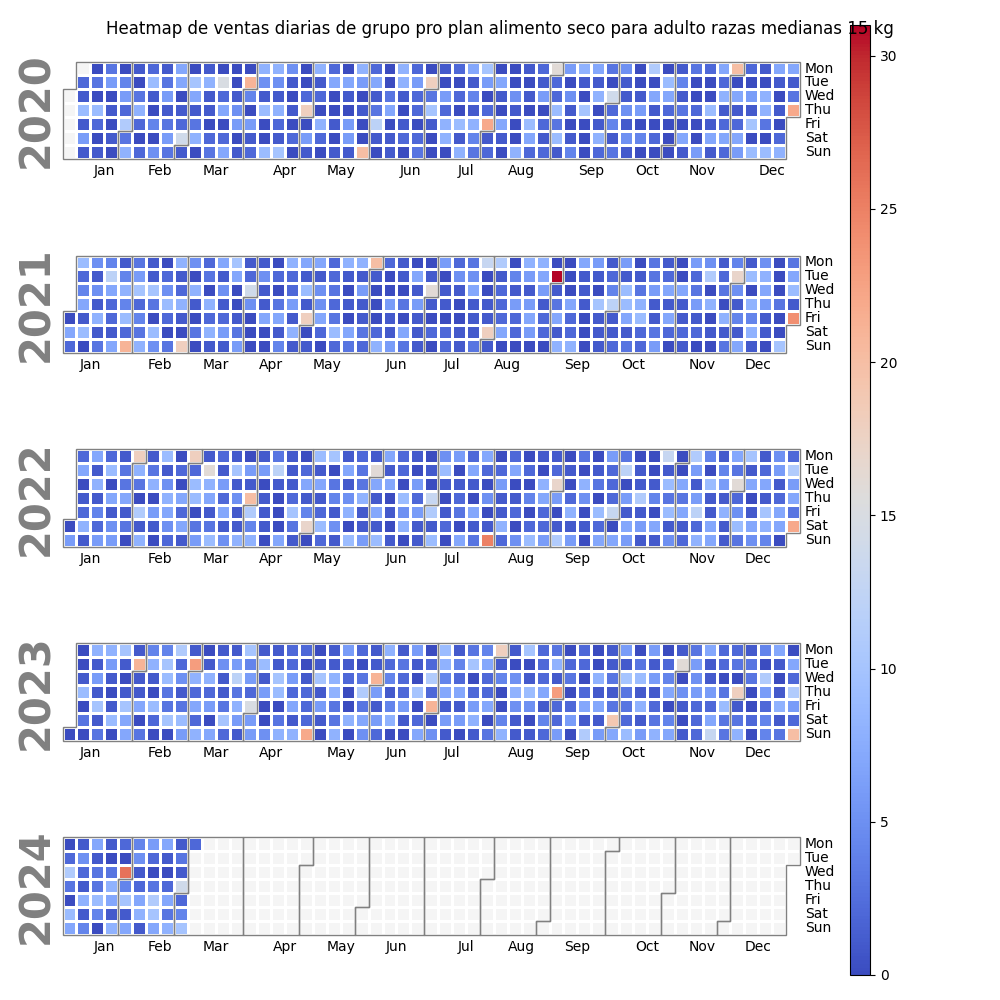 Heatmap de ventas diarias de grupo pro plan alimento seco para adulto razas medianas 15 kg
2020
Mon
Tue
Wed
Thu
Fri
Sat
Sun
Jan Feb Mar Apr May Jun Jul Aug Sep Oct Nov Dec
2021
Mon
Tue
Wed
Thu
Fri
Sat
Sun
Jan Feb Mar Apr May Jun Jul Aug Sep Oct Nov Dec
2022
Mon
Tue
Wed
Thu
Fri
Sat
Sun
Jan Feb Mar Apr May Jun Jul Aug Sep Oct Nov Dec
2023
Mon
Tue
Wed
Thu
Fri
Sat
Sun
Jan Feb Mar Apr May Jun Jul Aug Sep Oct Nov Dec
2024
Mon
Tue
Wed
Thu
Fri
Sat
Sun
Jan Feb Mar Apr May Jun Jul Aug Sep Oct Nov Dec
30
25
20
15
10
5
0